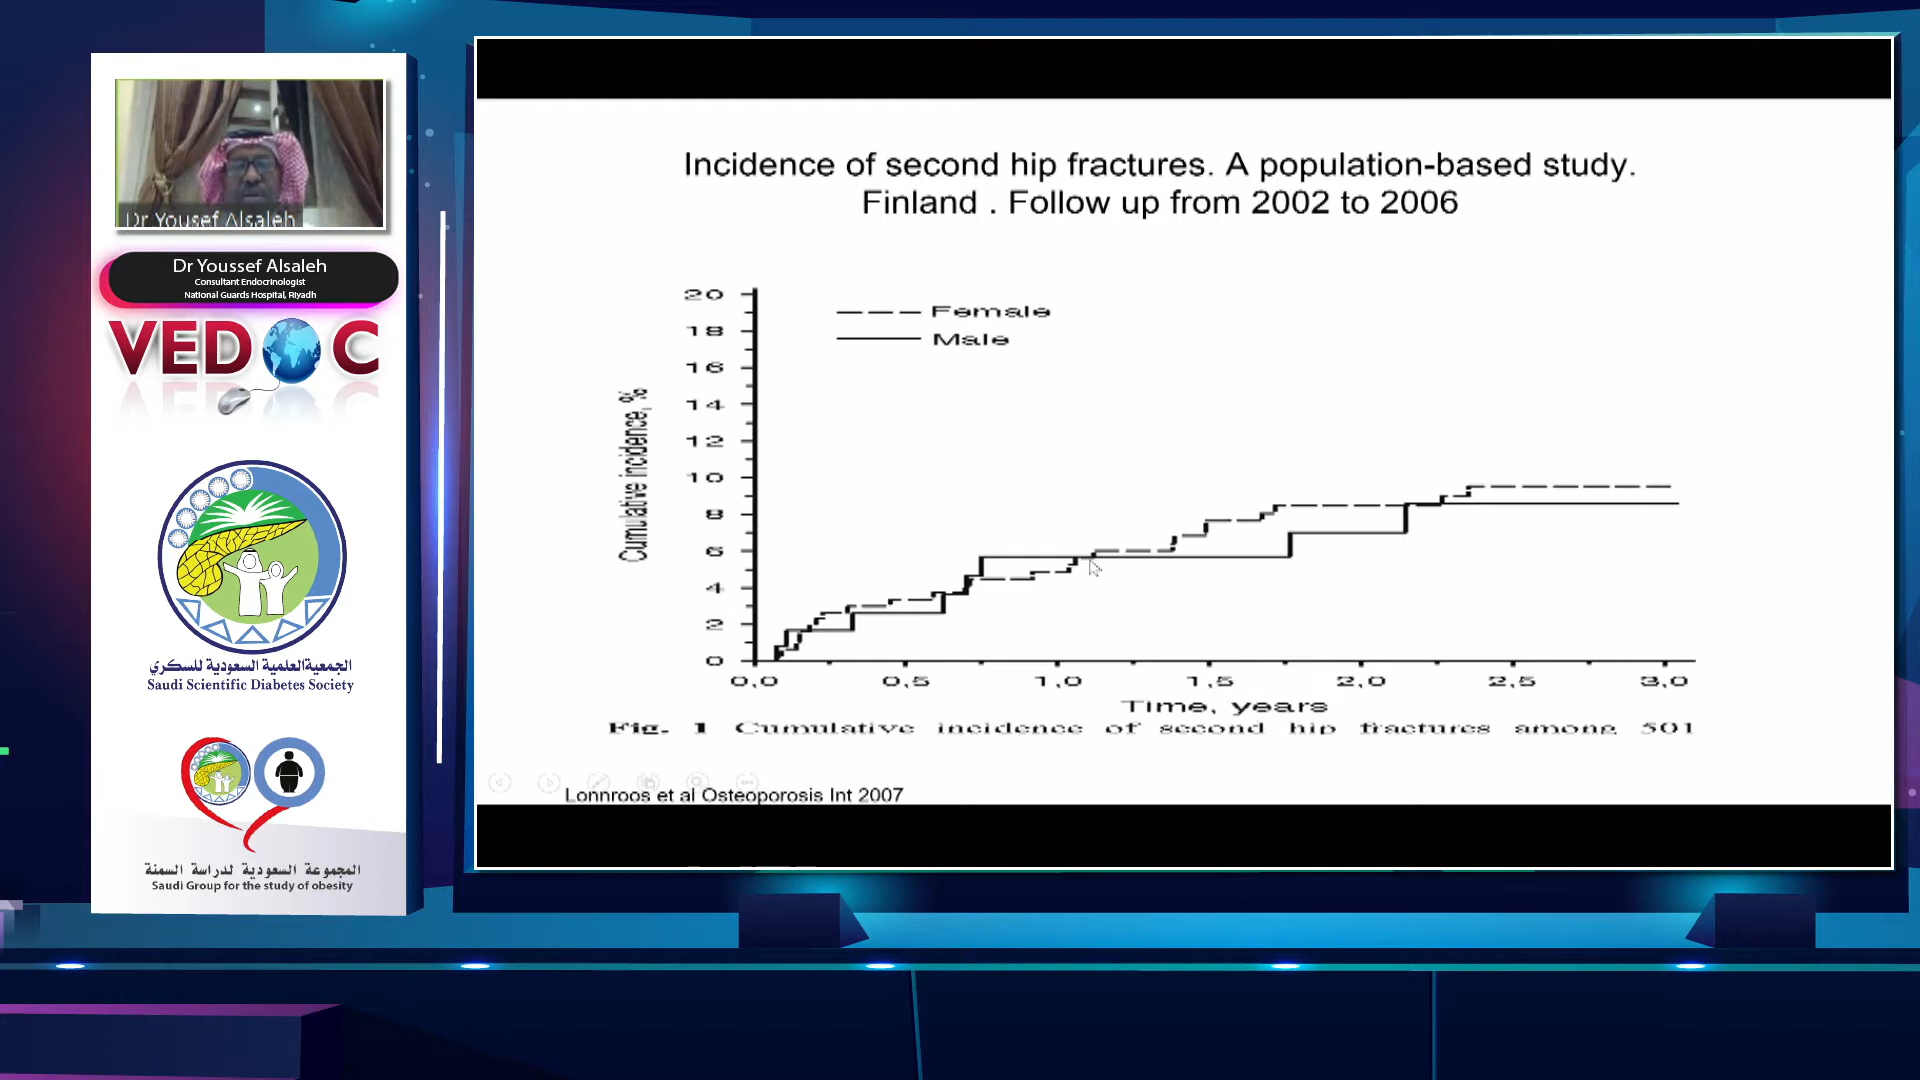 Dr Yousef Alsaleh
Dr Youssef Alsaleh
Consultant Endocrinologist
National Guards Hospital, Riyadh
VEDOC
الجمعية العلمية السعودية للسكري
Saudi Scientific Diabetes Society
المجموعة السعودية لدراسة السمنة
Saudi Group for the study of obesity
Incidence of second hip fractures. A population-based study.
Finland . Follow up from 2002 to 2006
Female
Male
Cumulative incidence, %
20
18
16
14
12
10
8
6
4
2
0
0,0 0,5 1,0 1,5 2,0 2,5 3,0
Time, years
Fig. 1 Cumulative incidence of second hip fractures among 501
Lonnroos et al Osteoporosis Int 2007